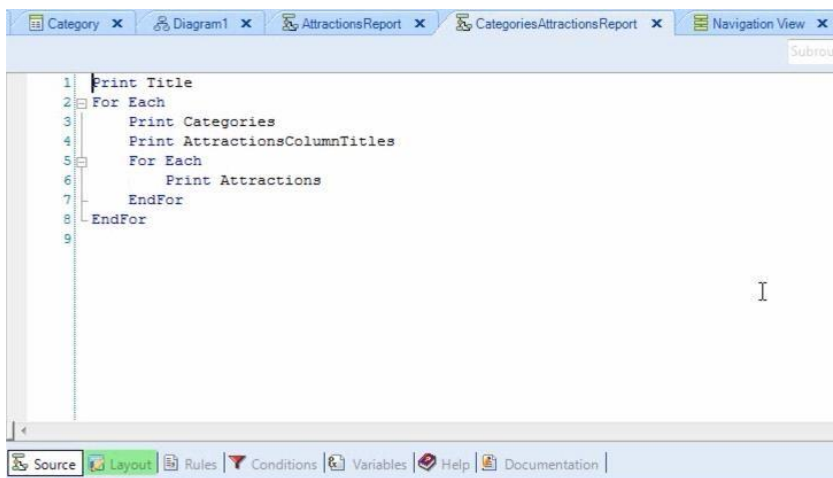 Category x Diagram1 x AttractionsReport x CategoriesAttractionsReport x Navigation View x
Subrou
1 Print Title
2 For Each
3 Print Categories
4 Print AttractionsColumnTitles
5 For Each
6 Print Attractions
7 EndFor
8 EndFor
9
Source Layout Rules Conditions Variables Help Documentation